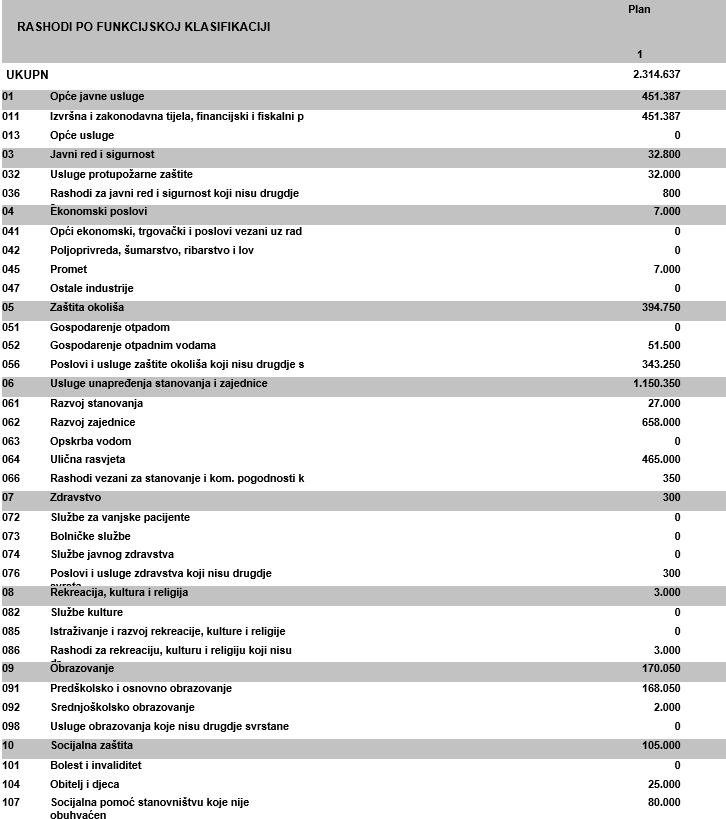 Plan
RASHODI PO FUNKCIJSKOJ KLASIFIKACIJI
1
UKUPN 2.314.637
01 Opće javne usluge 451.387
011 Izvršna i zakonodavna tijela, financijski i fiskalni p 451.387
013 Opće usluge 0
03 Javni red i sigurnost 32.800
032 Usluge protupožarne zaštite 32.000
036 Rashodi za javni red i sigurnost koji nisu drugdje 800
04 Ekonomski poslovi 7.000
041 Opći ekonomski, trgovački i poslovi vezani uz rad 0
042 Poljoprivreda, šumarstvo, ribarstvo i lov 0
045 Promet 7.000
047 Ostale industrije 0
05 Zaštita okoliša 394.750
051 Gospodarenje otpadom 0
052 Gospodarenje otpadnim vodama 51.500
056 Poslovi i usluge zaštite okoliša koji nisu drugdje s 343.250
06 Usluge unapređenja stanovanja i zajednice 1.150.350
061 Razvoj stanovanja 27.000
062 Razvoj zajednice 658.000
063 Opskrba vodom 0
064 Ulična rasvjeta 465.000
066 Rashodi vezani za stanovanje i kom. pogodnosti k 350
07 Zdravstvo 300
072 Službe za vanjske pacijente 0
073 Bolničke službe 0
074 Službe javnog zdravstva 0
076 Poslovi i usluge zdravstva koji nisu drugdje 300
08 Rekreacija, kultura i religija 3.000
082 Službe kulture 0
085 Istraživanje i razvoj rekreacije, kulture i religije 0
086 Rashodi za rekreaciju, kulturu i religiju koji nisu 3.000
09 Obrazovanje 170.050
091 Predškolsko i osnovno obrazovanje 168.050
092 Srednjoškolsko obrazovanje 2.000
098 Usluge obrazovanja koje nisu drugdje svrstane 0
10 Socijalna zaštita 105.000
101 Bolest i invaliditet 0
104 Obitelj i djeca 25.000
107 Socijalna pomoć stanovništvu koje nije 80.000
obuhvaćen